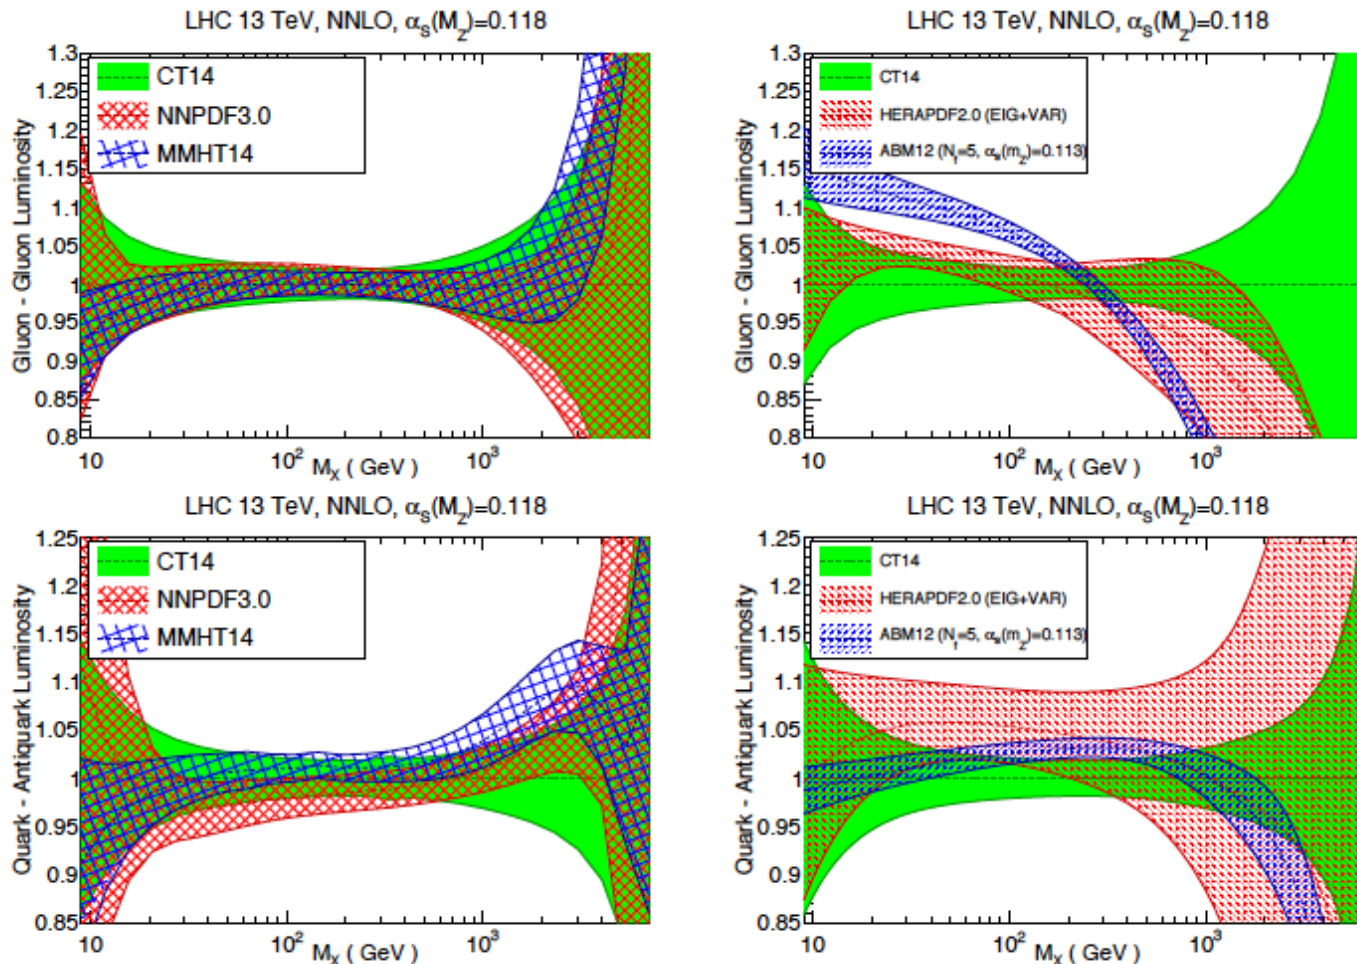 LHC 13 TeV, NNLO, αS(MZ)=0.118
1.3
1.25
1.2
1.15
1.1
1.05
1
0.95
0.9
0.85
0.8
Gluon - Gluon Luminosity
CT14
NNPDF3.0
MMHT14
10
10²
10³
MX ( GeV )
LHC 13 TeV, NNLO, αS(MZ)=0.118
1.3
1.25
1.2
1.15
1.1
1.05
1
0.95
0.9
0.85
0.8
Gluon - Gluon Luminosity
CT14
HERAPDF2.0 (EIG+VAR)
ABM12 (Nf=5, αs(mZ)=0.113)
10
10²
10³
MX ( GeV )
LHC 13 TeV, NNLO, αS(MZ)=0.118
1.25
1.2
1.15
1.1
1.05
1
0.95
0.9
0.85
Quark - Antiquark Luminosity
CT14
NNPDF3.0
MMHT14
10
10²
10³
MX ( GeV )
LHC 13 TeV, NNLO, αS(MZ)=0.118
1.25
1.2
1.15
1.1
1.05
1
0.95
0.9
0.85
Quark - Antiquark Luminosity
CT14
HERAPDF2.0 (EIG+VAR)
ABM12 (Nf=5, αs(mZ)=0.113)
10
10²
10³
MX ( GeV )